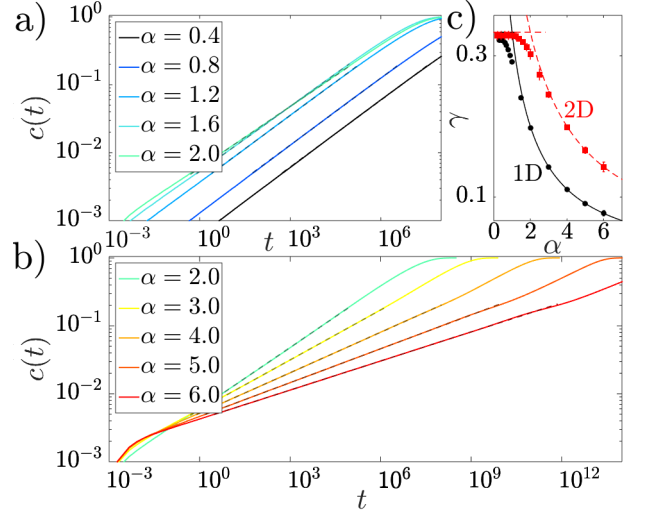 a)
10^0
10^-1
10^-2
10^-3
c(t)
α = 0.4
α = 0.8
α = 1.2
α = 1.6
α = 2.0
10^-3 10^0 10^3 10^6
t
c)
0.3
0.1
γ
2D
1D
0 2 4 6
α
b)
10^0
10^-1
10^-2
10^-3
c(t)
α = 2.0
α = 3.0
α = 4.0
α = 5.0
α = 6.0
10^-3 10^0 10^3 10^6 10^9 10^12
t